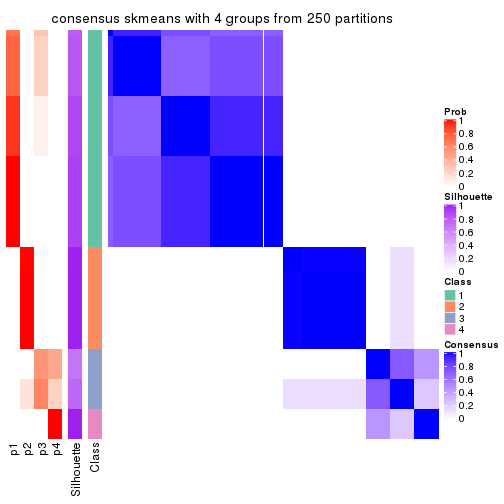 consensus skmeans with 4 groups from 250 partitions
Prob
1
0.8
0.6
0.4
0.2
0
Silhouette
1
0.8
0.6
0.4
0.2
0
Class
1
2
3
4
Consensus
1
0.8
0.6
0.4
0.2
0
p1
p2
p3
p4
Silhouette
Class